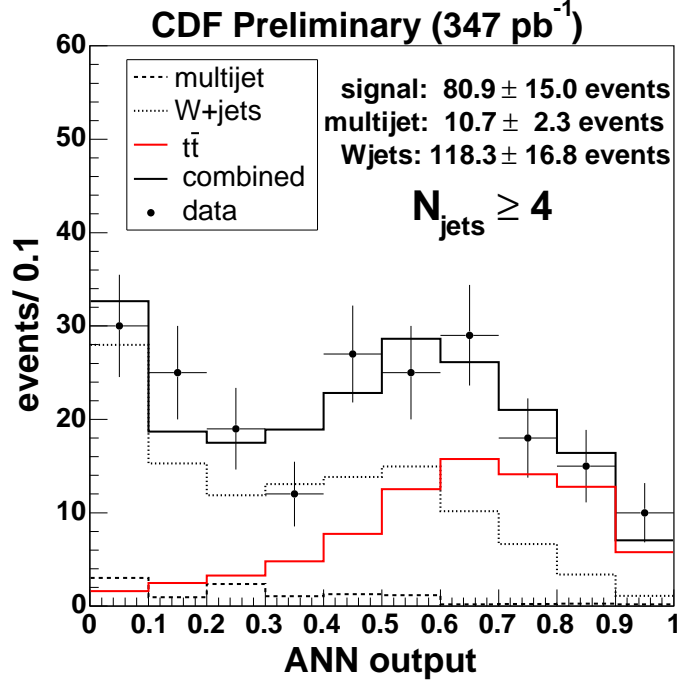 CDF Preliminary (347 pb⁻¹)
60
50
40
30
20
10
0
events/ 0.1
multijet
W+jets
tt̄
combined
data
signal: 80.9 ± 15.0 events
multijet: 10.7 ± 2.3 events
Wjets: 118.3 ± 16.8 events
N_jets ≥ 4
0 0.1 0.2 0.3 0.4 0.5 0.6 0.7 0.8 0.9 1
ANN output